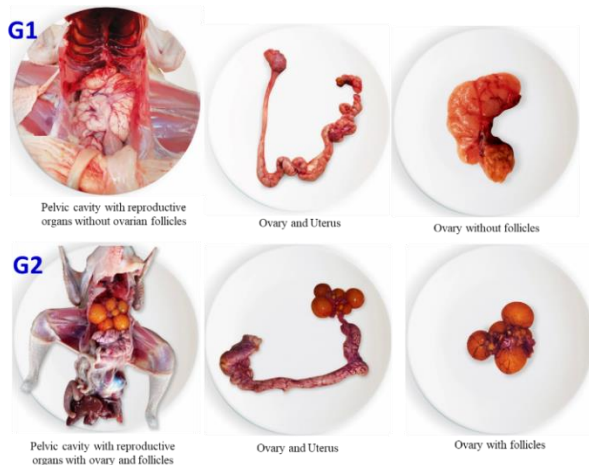 G1
Pelvic cavity with reproductive
organs without ovarian follicles
Ovary and Uterus
Ovary without follicles
G2
Pelvic cavity with reproductive
organs with ovary and follicles
Ovary and Uterus
Ovary with follicles